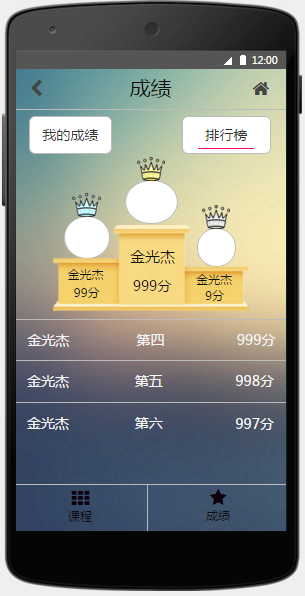 12:00
成绩
我的成绩 排行榜
金光杰
999分
金光杰
99分
金光杰
9分
金光杰 第四 999分
金光杰 第五 998分
金光杰 第六 997分
课程 成绩